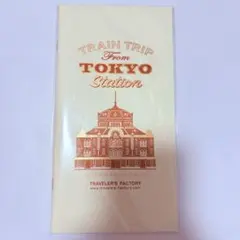 TRAIN TRIP
From
TOKYO
Station
TRAVELER'S FACTORY